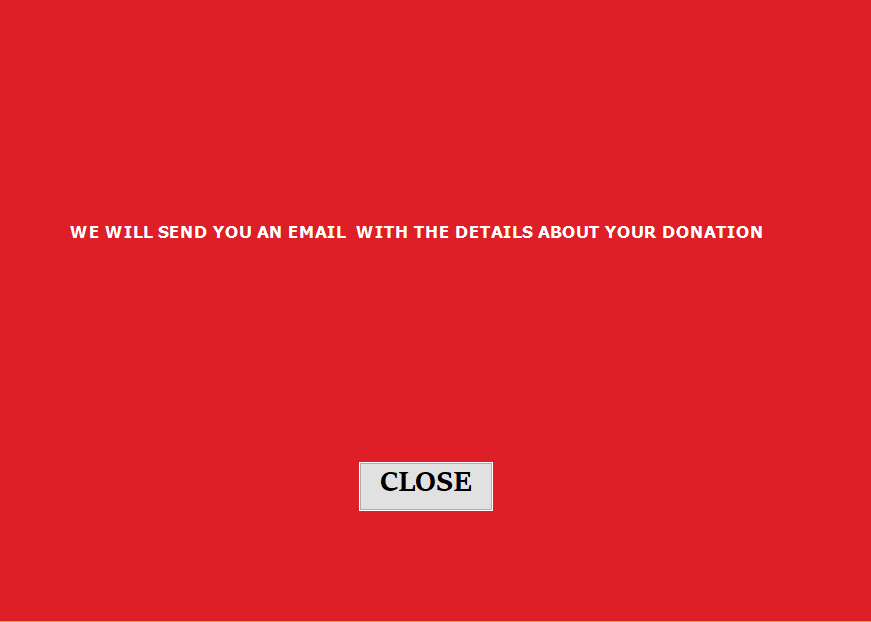 WE WILL SEND YOU AN EMAIL  WITH THE DETAILS ABOUT YOUR DONATION
CLOSE